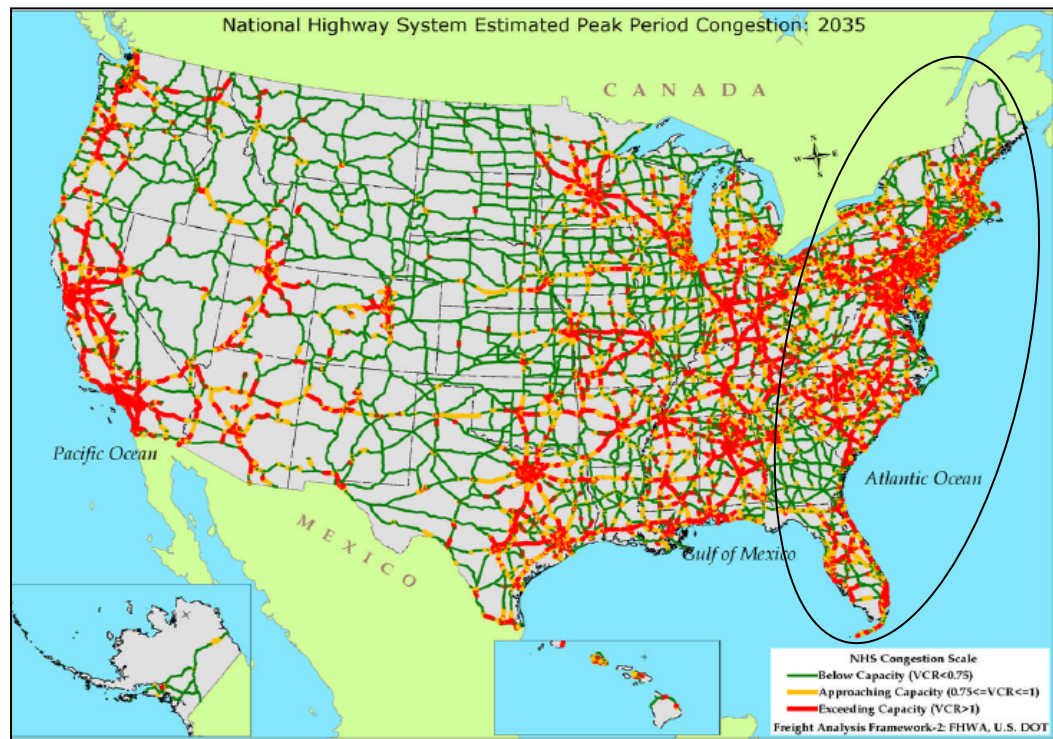 National Highway System Estimated Peak Period Congestion: 2035
CANADA
N
W E
S
Pacific Ocean
Atlantic Ocean
MEXICO
Gulf of Mexico
NHS Congestion Scale
Below Capacity (VCR<0.75)
Approaching Capacity (0.75<=VCR<=1)
Exceeding Capacity (VCR>1)
Freight Analysis Framework-2: FHWA, U.S. DOT